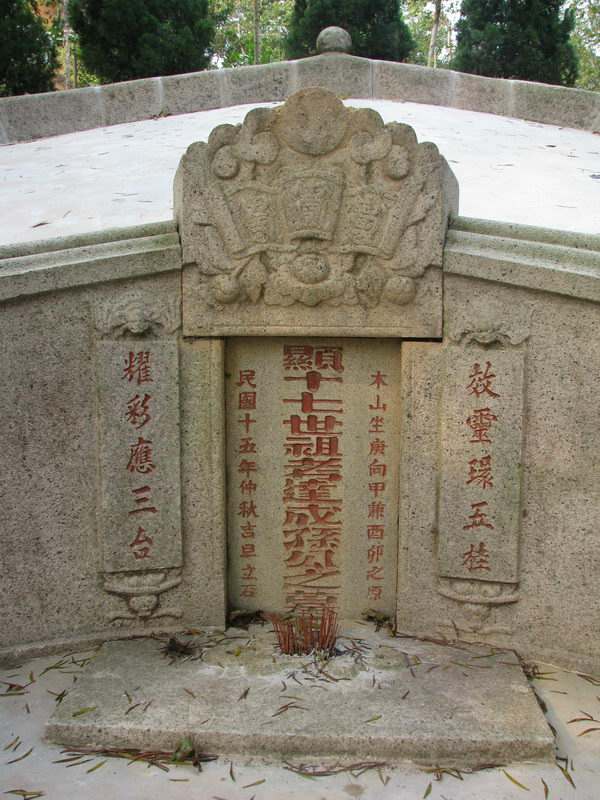 效靈環五桂
本山坐庚向甲兼酉卯之原
顯十七世祖考達成孫公之墓
民國十五年仲秋吉旦立石
耀彩應三台